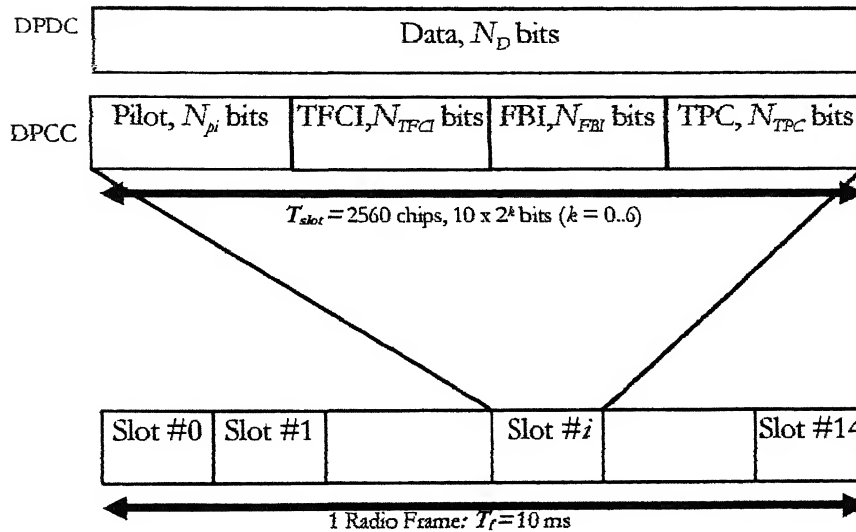 DPDC
Data, N_D bits
DPCC
Pilot, N_pi bits
TFCI, N_TFCI bits
FBI, N_FBI bits
TPC, N_TPC bits
T_slot = 2560 chips, 10 x 2^k bits (k = 0..6)
Slot #0
Slot #1
Slot #i
Slot #14
1 Radio Frame: T_f = 10 ms